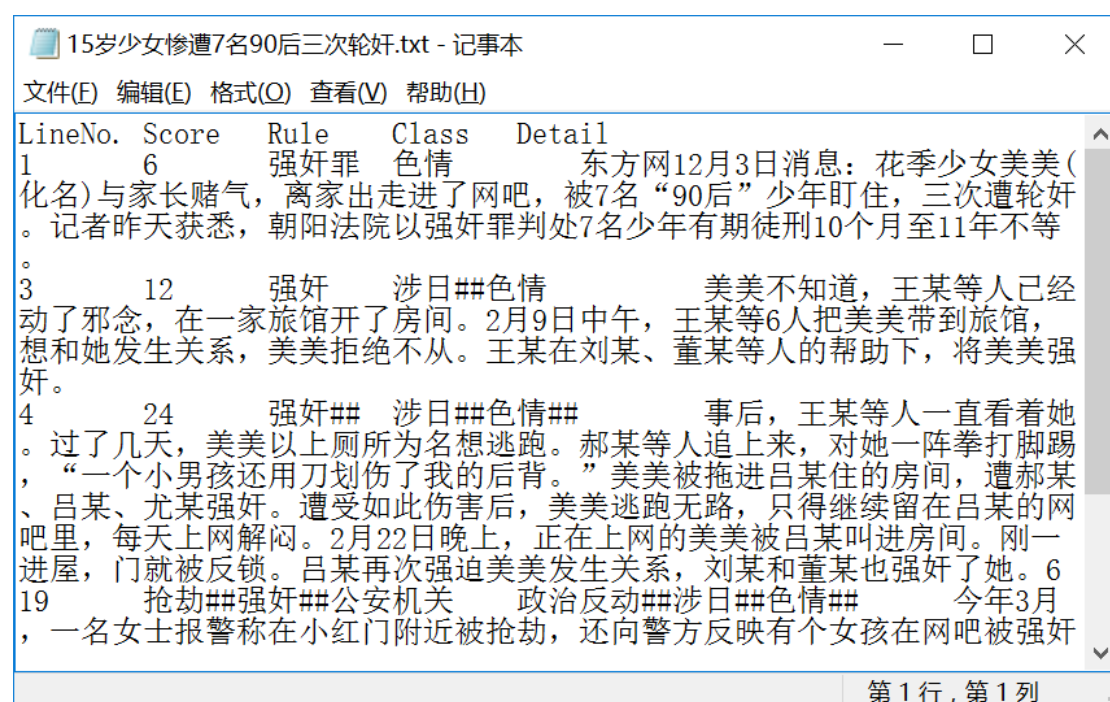 15岁少女惨遭7名90后三次轮奸.txt - 记事本
文件(F) 编辑(E) 格式(O) 查看(V) 帮助(H)
LineNo. Score Rule Class Detail
1 6 强奸罪 色情 东方网12月3日消息：花季少女美美(
化名)与家长赌气，离家出走进了网吧，被7名“90后”少年盯住，三次遭轮奸
。记者昨天获悉，朝阳法院以强奸罪判处7名少年有期徒刑10个月至11年不等
。
3 12 强奸 涉日##色情 美美不知道，王某等人已经
动了邪念，在一家旅馆开了房间。2月9日中午，王某等6人把美美带到旅馆，
想和她发生关系，美美拒绝不从。王某在刘某、董某等人的帮助下，将美美强
奸。
4 24 强奸## 涉日##色情## 事后，王某等人一直看着她
。过了几天，美美以上厕所为名想逃跑。郝某等人追上来，对她一阵拳打脚踢
，“一个小男孩还用刀划伤了我的后背。”美美被拖进吕某住的房间，遭郝某
、吕某、尤某强奸。遭受如此伤害后，美美逃跑无路，只得继续留在吕某的网
吧里，每天上网解闷。2月22日晚上，正在上网的美美被吕某叫进房间。刚一
进屋，门就被反锁。吕某再次强迫美美发生关系，刘某和董某也强奸了她。6
19 抢劫##强奸##公安机关 政治反动##涉日##色情## 今年3月
，一名女士报警称在小红门附近被抢劫，还向警方反映有个女孩在网吧被强奸
第 1 行，第 1 列